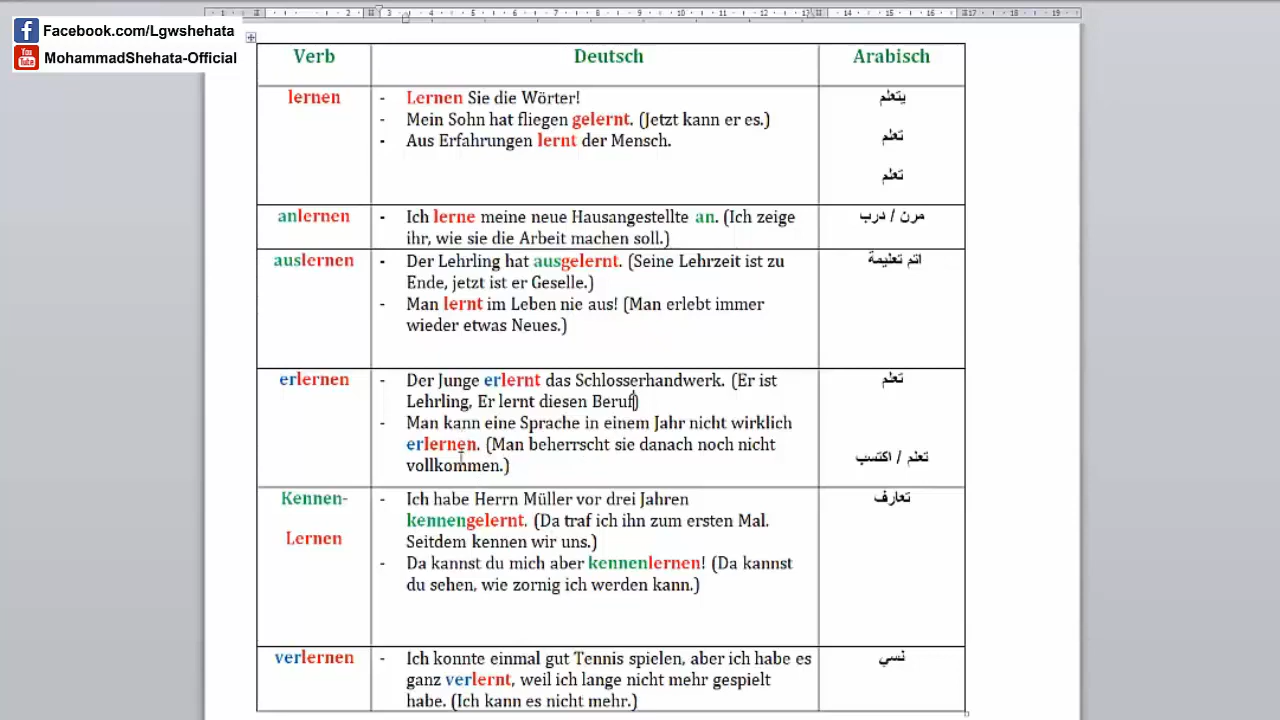 Facebook.com/Lgwshehata
MohammadShehata-Official
Verb Deutsch Arabisch
lernen
- Lernen Sie die Wörter!
- Mein Sohn hat fliegen gelernt. (Jetzt kann er es.)
- Aus Erfahrungen lernt der Mensch.
يتعلم
تعلم
تعلم
anlernen
- Ich lerne meine neue Hausangestellte an. (Ich zeige
ihr, wie sie die Arbeit machen soll.)
مرن / درب
auslernen
- Der Lehrling hat ausgelernt. (Seine Lehrzeit ist zu
Ende, jetzt ist er Geselle.)
- Man lernt im Leben nie aus! (Man erlebt immer
wieder etwas Neues.)
اتم تعليمة
erlernen
- Der Junge erlernt das Schlosserhandwerk. (Er ist
Lehrling, Er lernt diesen Beruf)
- Man kann eine Sprache in einem Jahr nicht wirklich
erlernen. (Man beherrscht sie danach noch nicht
vollkommen.)
تعلم
تعلم / اكتسب
Kennen-
Lernen
- Ich habe Herrn Müller vor drei Jahren
kennengelernt. (Da traf ich ihn zum ersten Mal.
Seitdem kennen wir uns.)
- Da kannst du mich aber kennenlernen! (Da kannst
du sehen, wie zornig ich werden kann.)
تعارف
verlernen
- Ich konnte einmal gut Tennis spielen, aber ich habe es
ganz verlernt, weil ich lange nicht mehr gespielt
habe. (Ich kann es nicht mehr.)
نسي